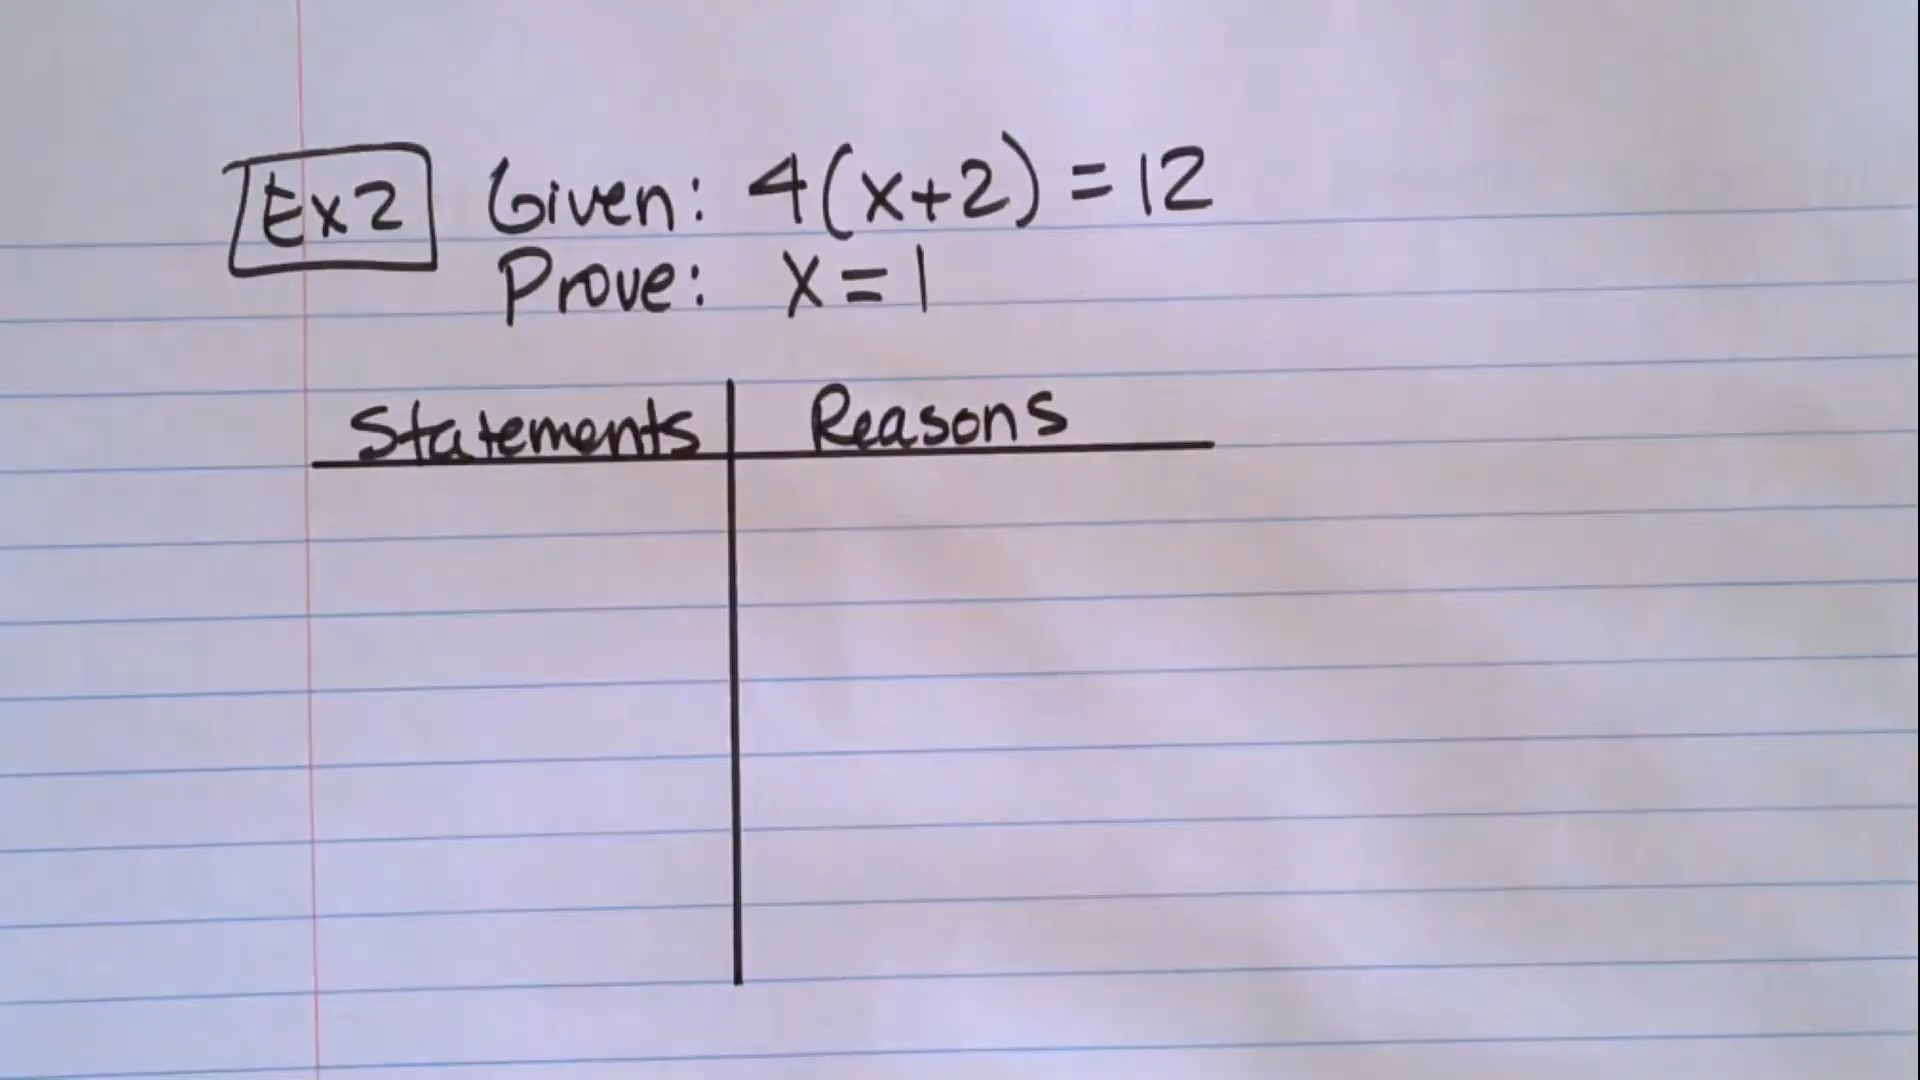 Ex2 Given: 4(x+2) = 12
Prove: x = 1
Statements Reasons